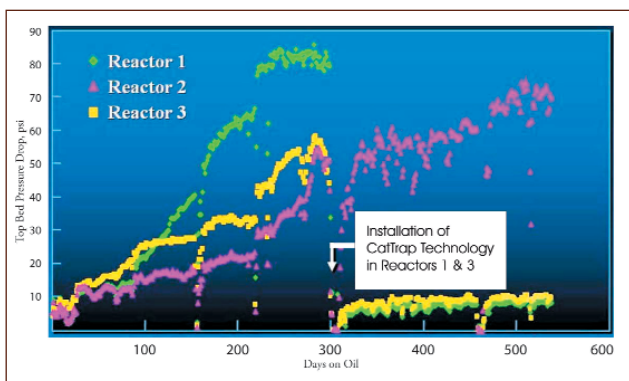 90
80
70
60
50
40
30
20
10
Top Bed Pressure Drop, psi
Reactor 1
Reactor 2
Reactor 3
Installation of
CatTrap Technology
in Reactors 1 & 3
100 200 300 400 500 600
Days on Oil